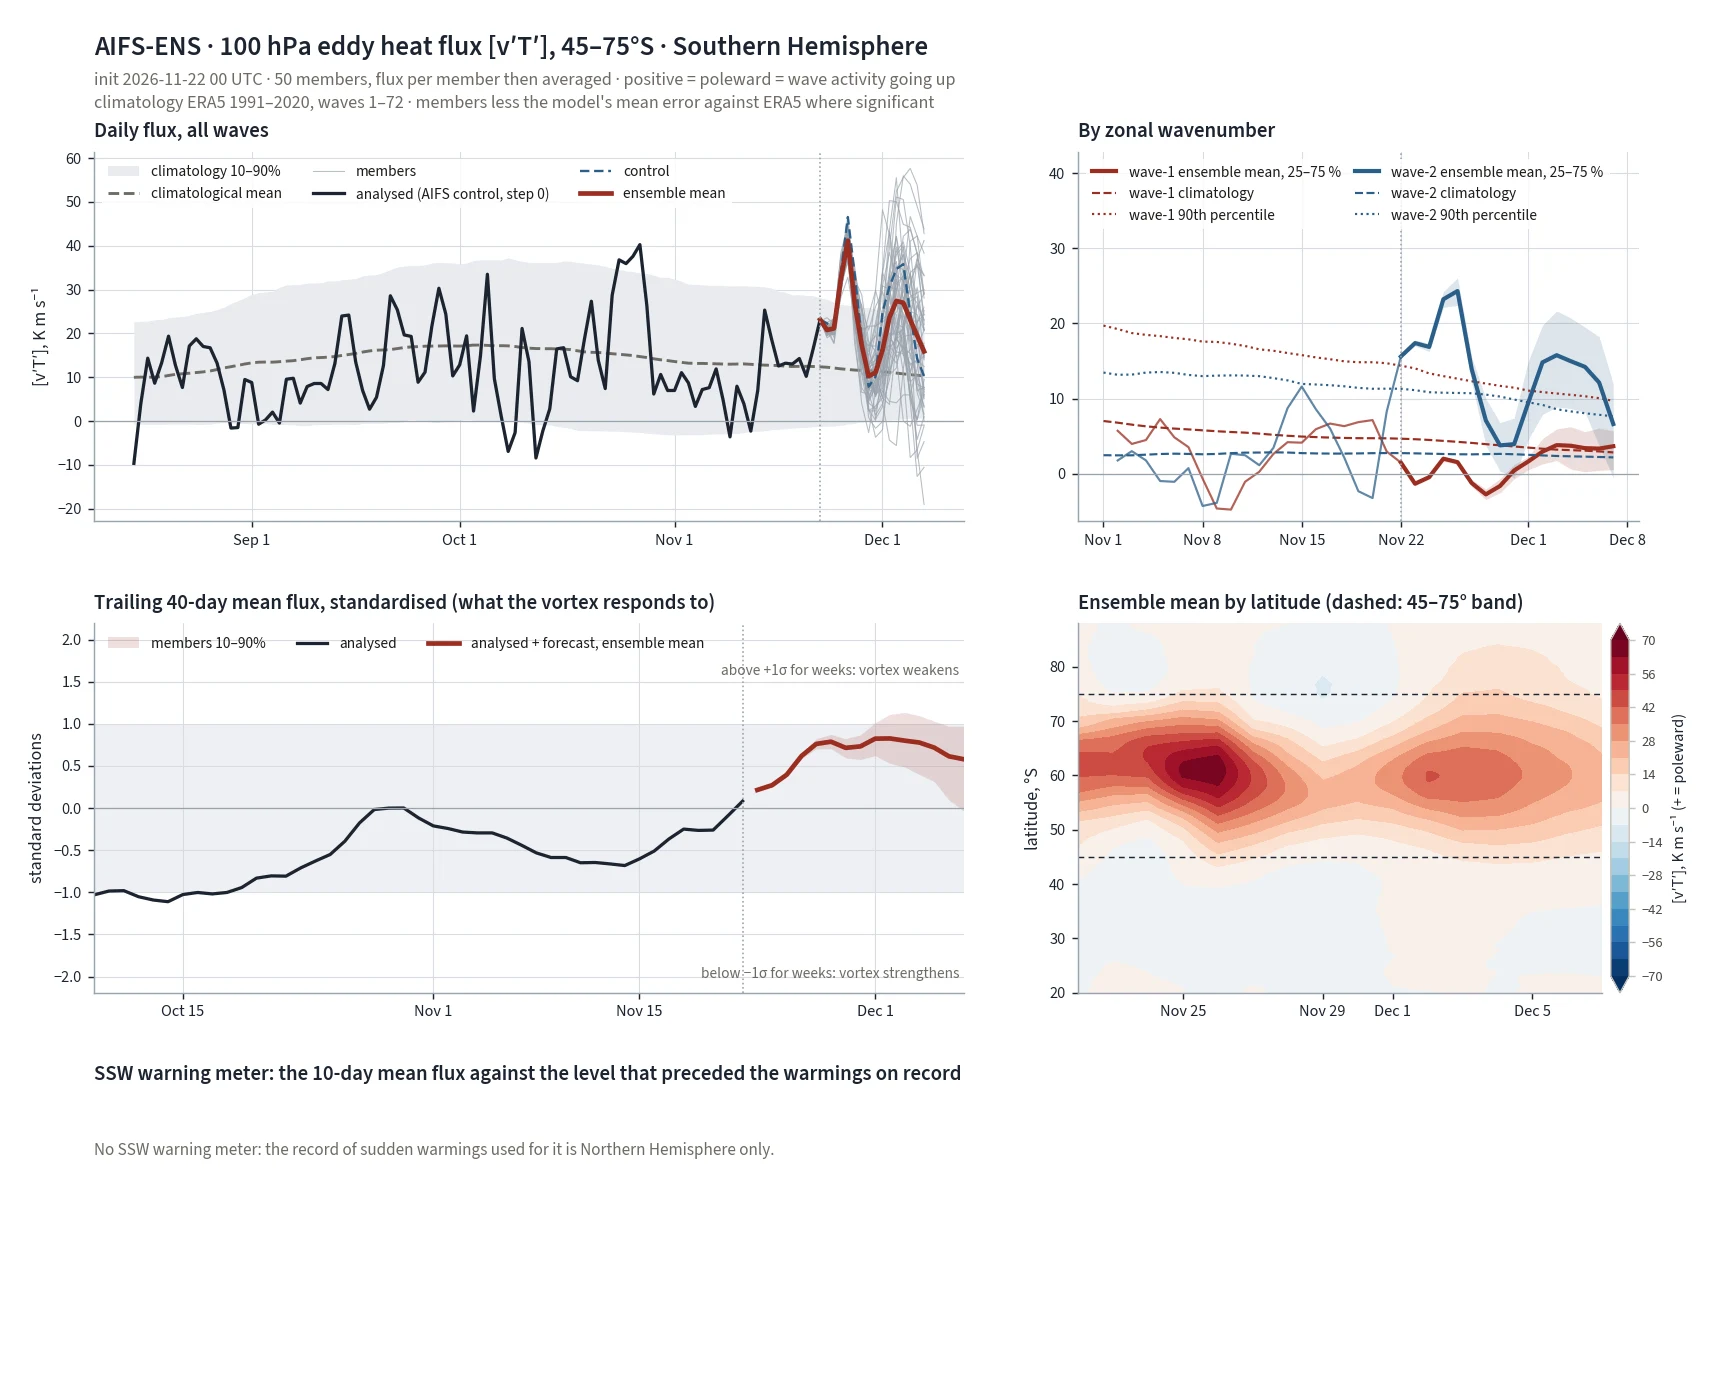 AIFS-ENS · 100 hPa eddy heat flux [v′T′], 45–75°S · Southern Hemisphere
init 2026-11-22 00 UTC · 50 members, flux per member then averaged · positive = poleward = wave activity going up
climatology ERA5 1991–2020, waves 1–72 · members less the model's mean error against ERA5 where significant
Daily flux, all waves
climatology 10–90%
members
control
climatological mean
analysed (AIFS control, step 0)
ensemble mean
[v′T′], K m s⁻¹
60
50
40
30
20
10
0
−10
−20
Sep 1
Oct 1
Nov 1
Dec 1
By zonal wavenumber
wave-1 ensemble mean, 25–75 %
wave-2 ensemble mean, 25–75 %
wave-1 climatology
wave-2 climatology
wave-1 90th percentile
wave-2 90th percentile
40
30
20
10
0
Nov 1
Nov 8
Nov 15
Nov 22
Dec 1
Dec 8
Trailing 40-day mean flux, standardised (what the vortex responds to)
members 10–90%
analysed
analysed + forecast, ensemble mean
above +1σ for weeks: vortex weakens
below −1σ for weeks: vortex strengthens
standard deviations
2.0
1.5
1.0
0.5
0.0
−0.5
−1.0
−1.5
−2.0
Oct 15
Nov 1
Nov 15
Dec 1
Ensemble mean by latitude (dashed: 45–75° band)
latitude, °S
80
70
60
50
40
30
20
Nov 25
Nov 29
Dec 1
Dec 5
70
56
42
28
14
0
−14
−28
−42
−56
−70
[v′T′], K m s⁻¹ (+ = poleward)
SSW warning meter: the 10-day mean flux against the level that preceded the warmings on record
No SSW warning meter: the record of sudden warmings used for it is Northern Hemisphere only.